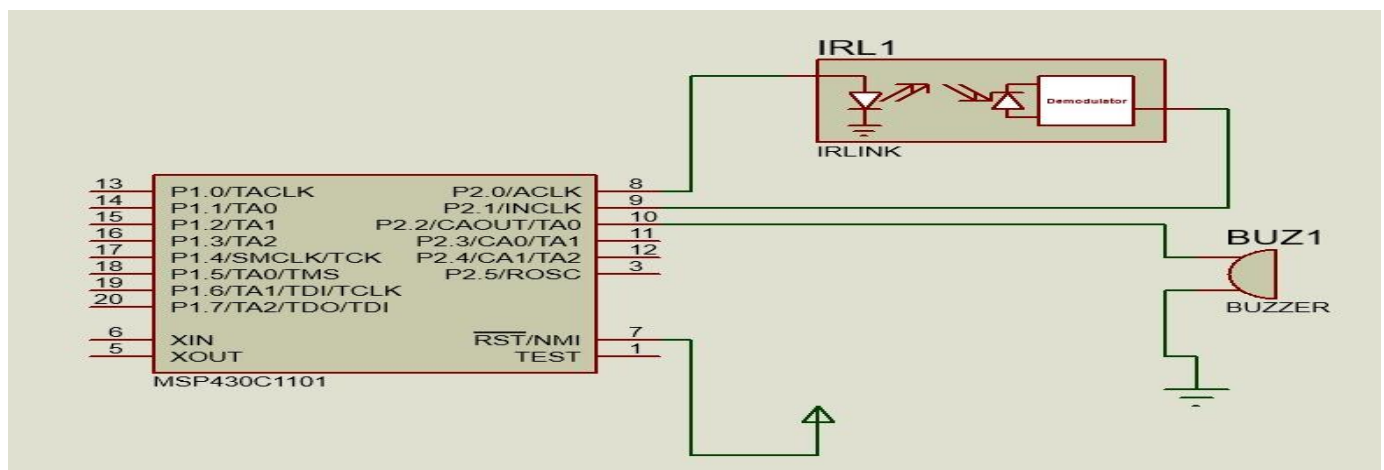 IRL1
Demodulator
IRLINK
13 P1.0/TACLK P2.0/ACLK 8
14 P1.1/TA0 P2.1/INCLK 9
15 P1.2/TA1 P2.2/CAOUT/TA0 10
16 P1.3/TA2 P2.3/CA0/TA1 11
17 P1.4/SMCLK/TCK P2.4/CA1/TA2 12
18 P1.5/TA0/TMS P2.5/ROSC 3
19 P1.6/TA1/TDI/TCLK
20 P1.7/TA2/TDO/TDI
6 XIN RST/NMI 7
5 XOUT TEST 1
MSP430C1101
BUZ1
BUZZER